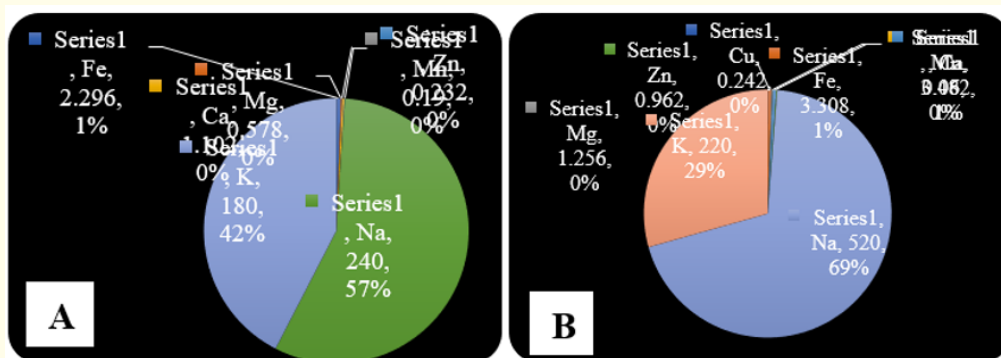 Series1
, Fe,
2.296,
1%
Series1
, Mg,
0.578,
0%
Series1
, Ca,
0%
Series1
, K,
180,
42%
Series1
, Mn,
0.19,
0%
Series1
, Zn,
0.232,
0%
Series1
, Na,
240,
57%
A
Series1,
Mg,
1.256,
0%
Series1,
Zn,
0.962,
0%
Series1,
Cu,
0.242,
0%
Series1,
Fe,
3.308,
1%
Series1,
K, 220,
29%
Series1,
Na, 520,
69%
B